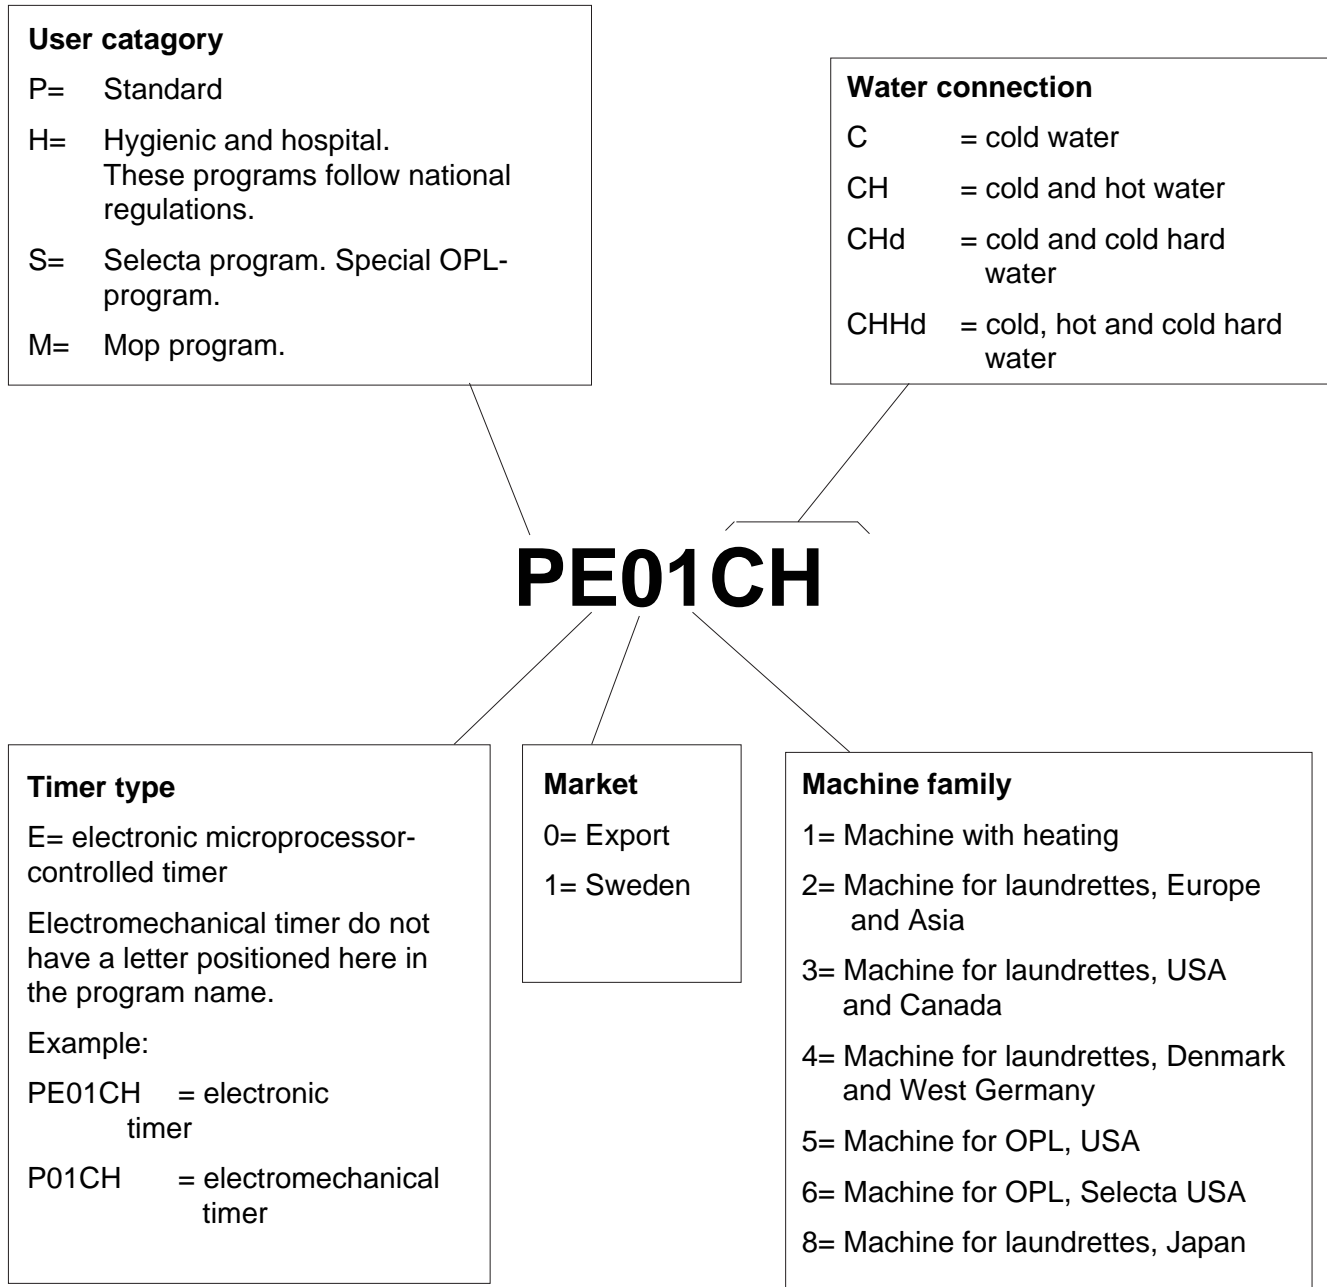 User catagory
P= Standard
H= Hygienic and hospital.
These programs follow national
regulations.
S= Selecta program. Special OPL-
program.
M= Mop program.
Water connection
C = cold water
CH = cold and hot water
CHd = cold and cold hard
water
CHHd = cold, hot and cold hard
water
PE01CH
Timer type
E= electronic microprocessor-
controlled timer
Electromechanical timer do not
have a letter positioned here in
the program name.
Example:
PE01CH = electronic
timer
P01CH = electromechanical
timer
Market
0= Export
1= Sweden
Machine family
1= Machine with heating
2= Machine for laundrettes, Europe
and Asia
3= Machine for laundrettes, USA
and Canada
4= Machine for laundrettes, Denmark
and West Germany
5= Machine for OPL, USA
6= Machine for OPL, Selecta USA
8= Machine for laundrettes, Japan